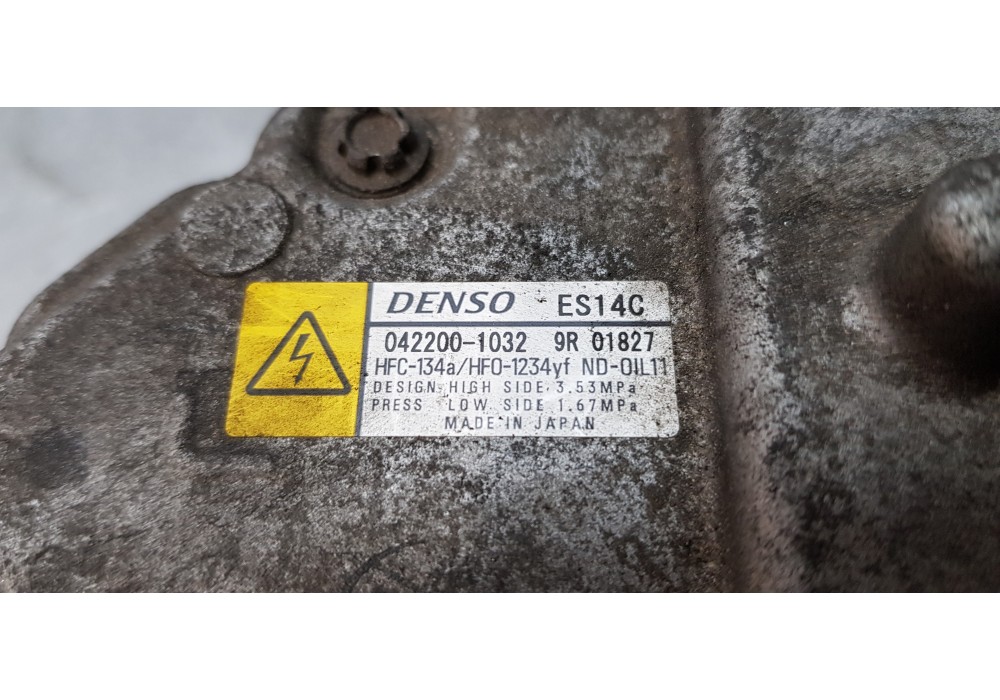 DENSO ES14C
042200-1032 9R 01827
HFC-134a/HFO-1234yf ND-OIL11
DESIGN HIGH SIDE 3.53MPa
PRESS LOW SIDE 1.67MPa
MADE IN JAPAN